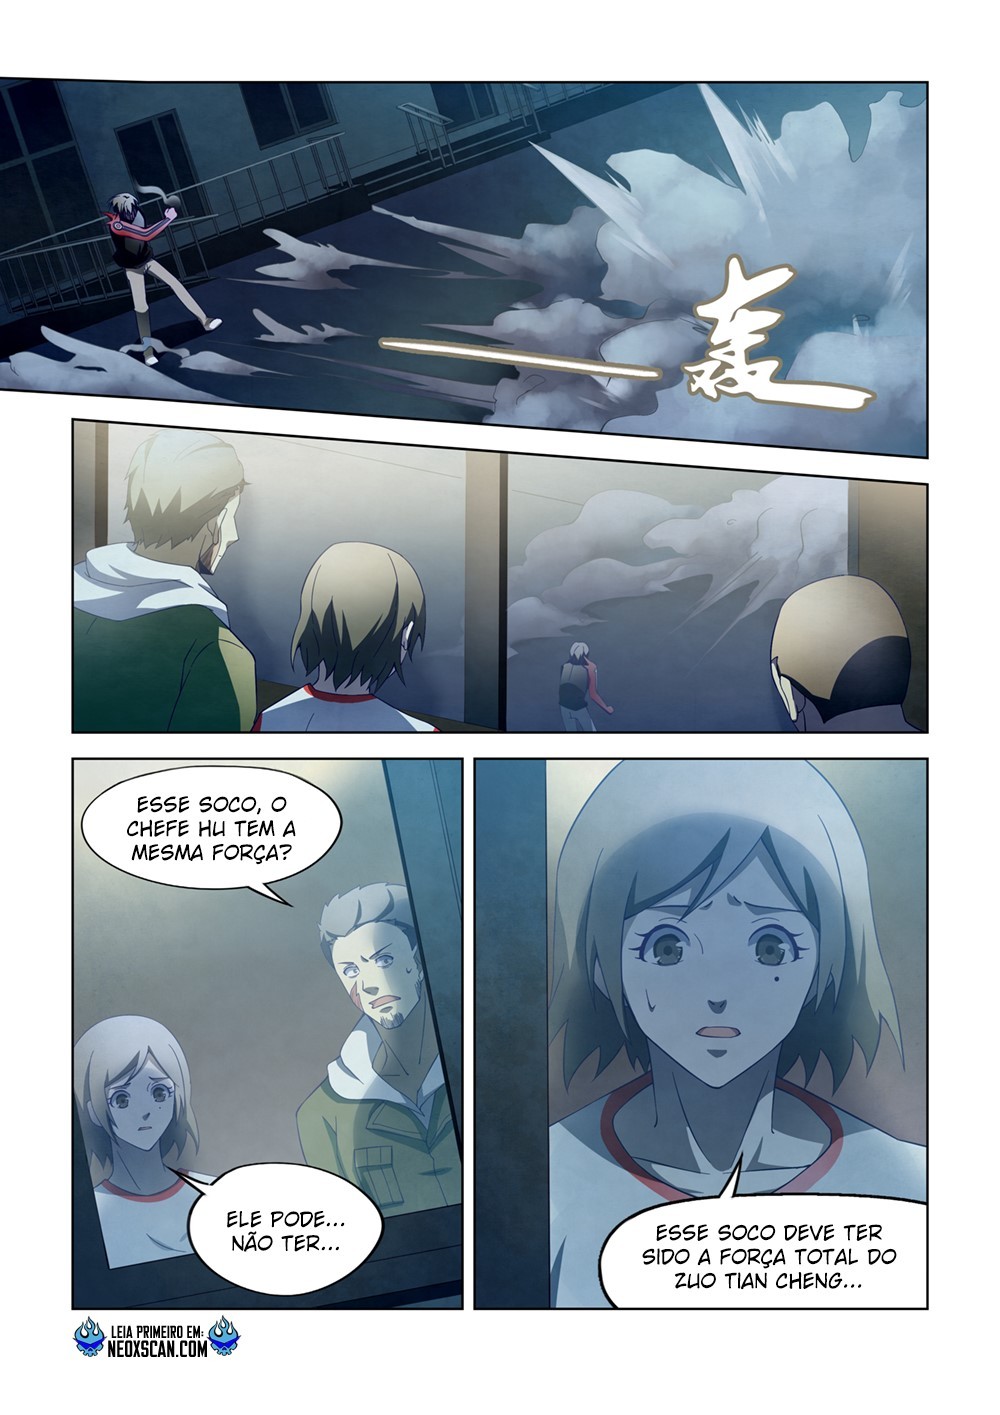 轰
ESSE SOCO, O
CHEFE HU TEM A
MESMA FORÇA?
ELE PODE...
NÃO TER...
ESSE SOCO DEVE TER
SIDO A FORÇA TOTAL DO
ZUO TIAN CHENG...
LEIA PRIMEIRO EM:
NEOXSCAN.COM